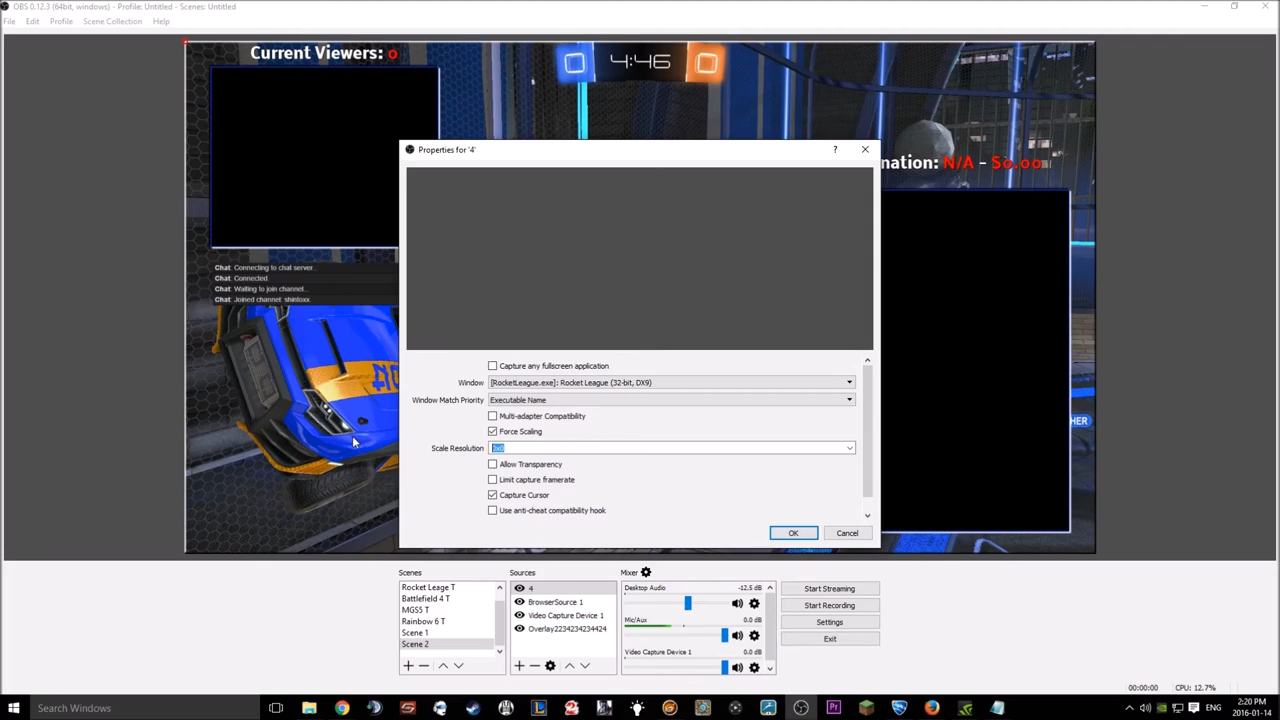 OBS 0.12.3 (64bit, windows) - Profile: Untitled - Scenes: Untitled
File Edit Profile Scene Collection Help
Current Viewers: 0
4:46
0 0
nation: N/A - $0.00
Chat: Connecting to chat server..
Chat: Connected.
Chat: Waiting to join channel...
Chat: Joined channel: shintoxx.
HER
Properties for '4'
Capture any fullscreen application
Window [RocketLeague.exe]: Rocket League (32-bit, DX9)
Window Match Priority Executable Name
Multi-adapter Compatibility
Force Scaling
Scale Resolution 0x0
Allow Transparency
Limit capture framerate
Capture Cursor
Use anti-cheat compatibility hook
OK Cancel
Scenes
Rocket Leage T
Battlefield 4 T
MGS5 T
Rainbow 6 T
Scene 1
Scene 2
Sources
4
BrowserSource 1
Video Capture Device 1
Overlay2234234234424
Mixer
Desktop Audio -12.5 dB
Mic/Aux 0.0 dB
Video Capture Device 1 0.0 dB
Start Streaming
Start Recording
Settings
Exit
00:00:00 CPU: 12.7%
Search Windows
ENG
2:20 PM
2016-01-14